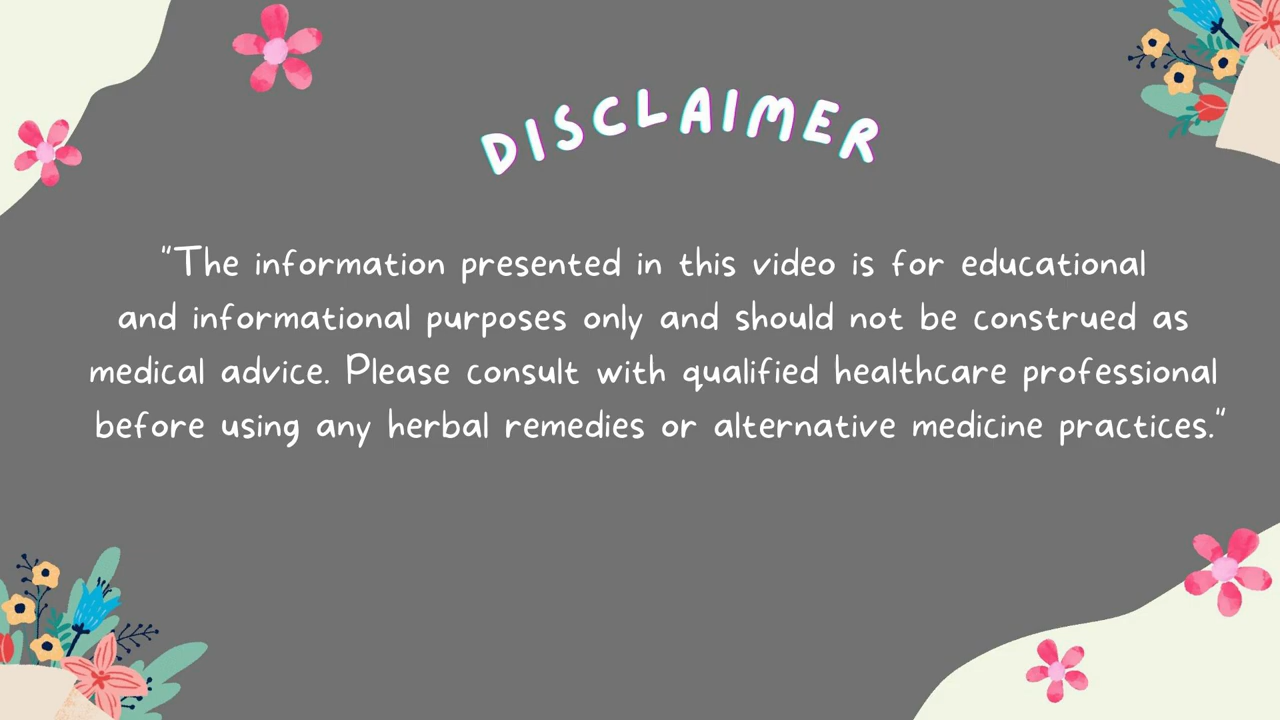 DISCLAIMER
"The information presented in this video is for educational
and informational purposes only and should not be construed as
medical advice. Please consult with qualified healthcare professional
before using any herbal remedies or alternative medicine practices."